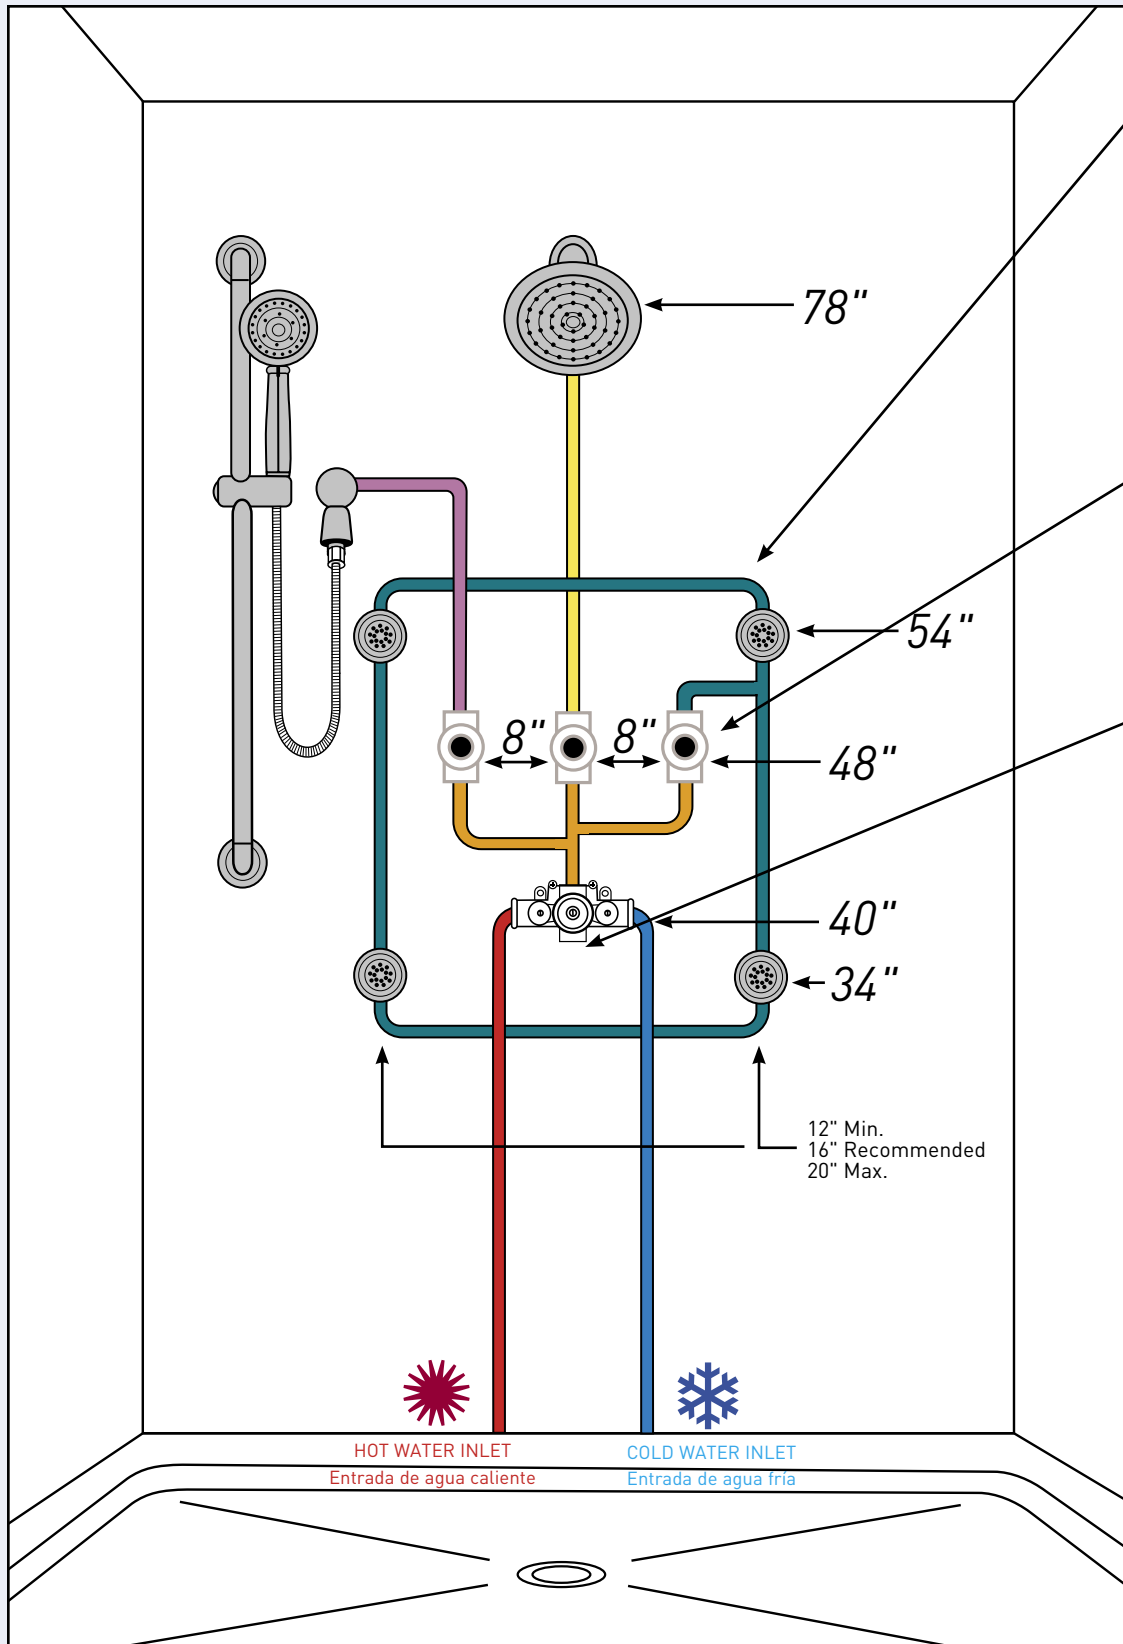 78"
54"
8" 8"
48"
40"
34"
12" Min.
16" Recommended
20" Max.
HOT WATER INLET
Entrada de agua caliente
COLD WATER INLET
Entrada de agua fría